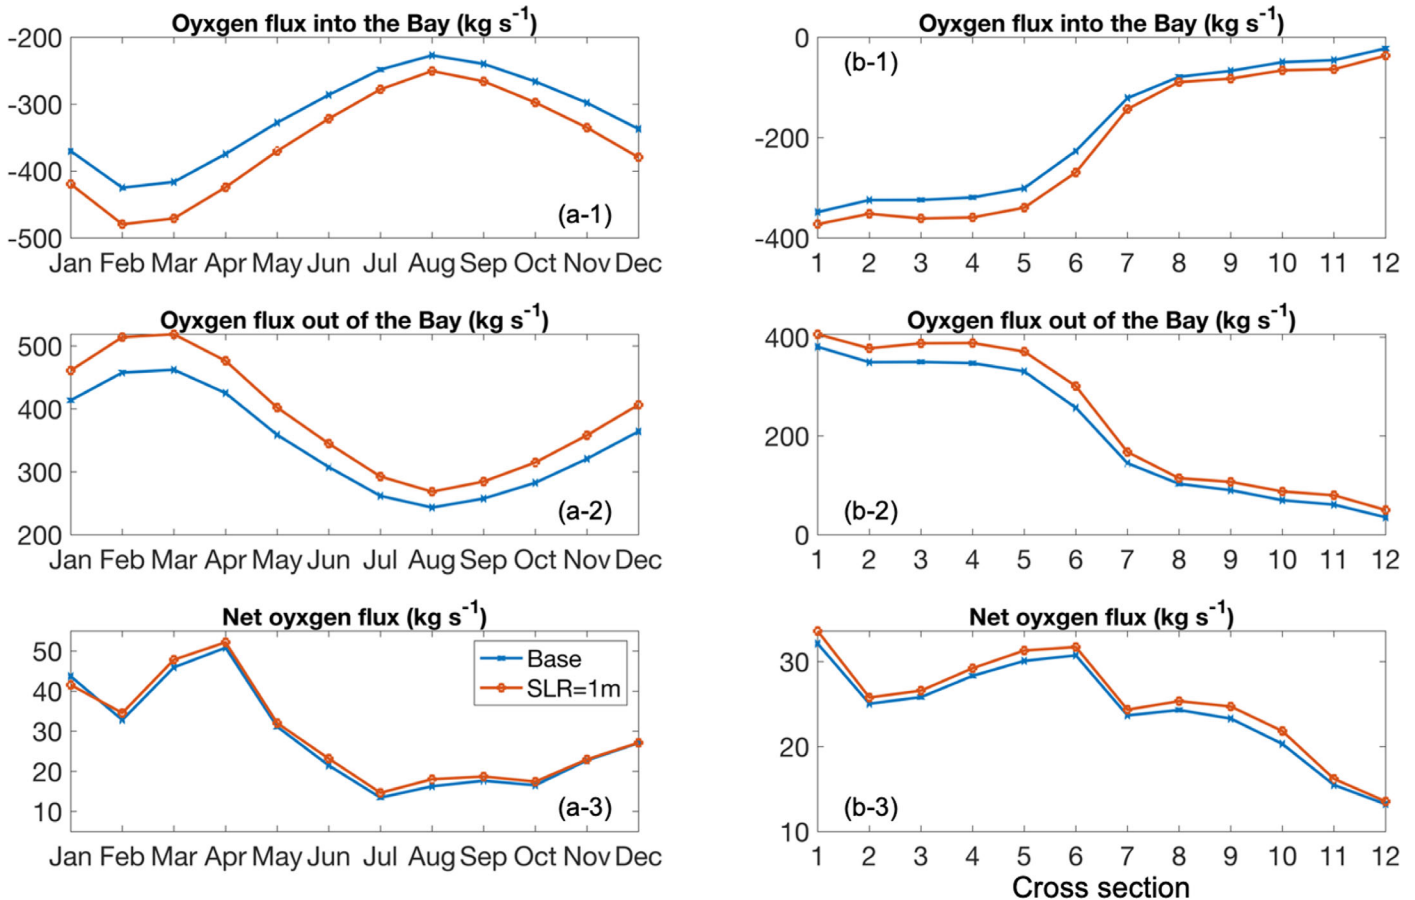 Oyxgen flux into the Bay (kg s-1)
-200
-300
-400
-500
(a-1)
Jan Feb Mar Apr May Jun Jul Aug Sep Oct Nov Dec
Oyxgen flux into the Bay (kg s-1)
0
-200
-400
(b-1)
1 2 3 4 5 6 7 8 9 10 11 12
Oyxgen flux out of the Bay (kg s-1)
500
400
300
200
(a-2)
Jan Feb Mar Apr May Jun Jul Aug Sep Oct Nov Dec
Oyxgen flux out of the Bay (kg s-1)
400
200
0
(b-2)
1 2 3 4 5 6 7 8 9 10 11 12
Net oyxgen flux (kg s-1)
50
40
30
20
10
Base
SLR=1m
(a-3)
Jan Feb Mar Apr May Jun Jul Aug Sep Oct Nov Dec
Net oyxgen flux (kg s-1)
30
20
10
(b-3)
1 2 3 4 5 6 7 8 9 10 11 12
Cross section